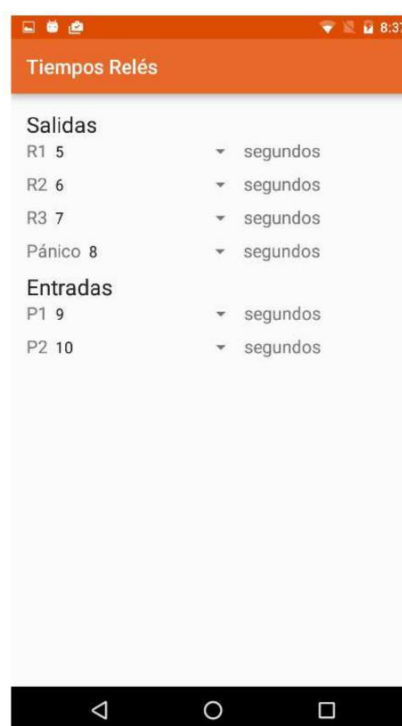 8:37
Tiempos Relés
Salidas
R1 5 segundos
R2 6 segundos
R3 7 segundos
Pánico 8 segundos
Entradas
P1 9 segundos
P2 10 segundos